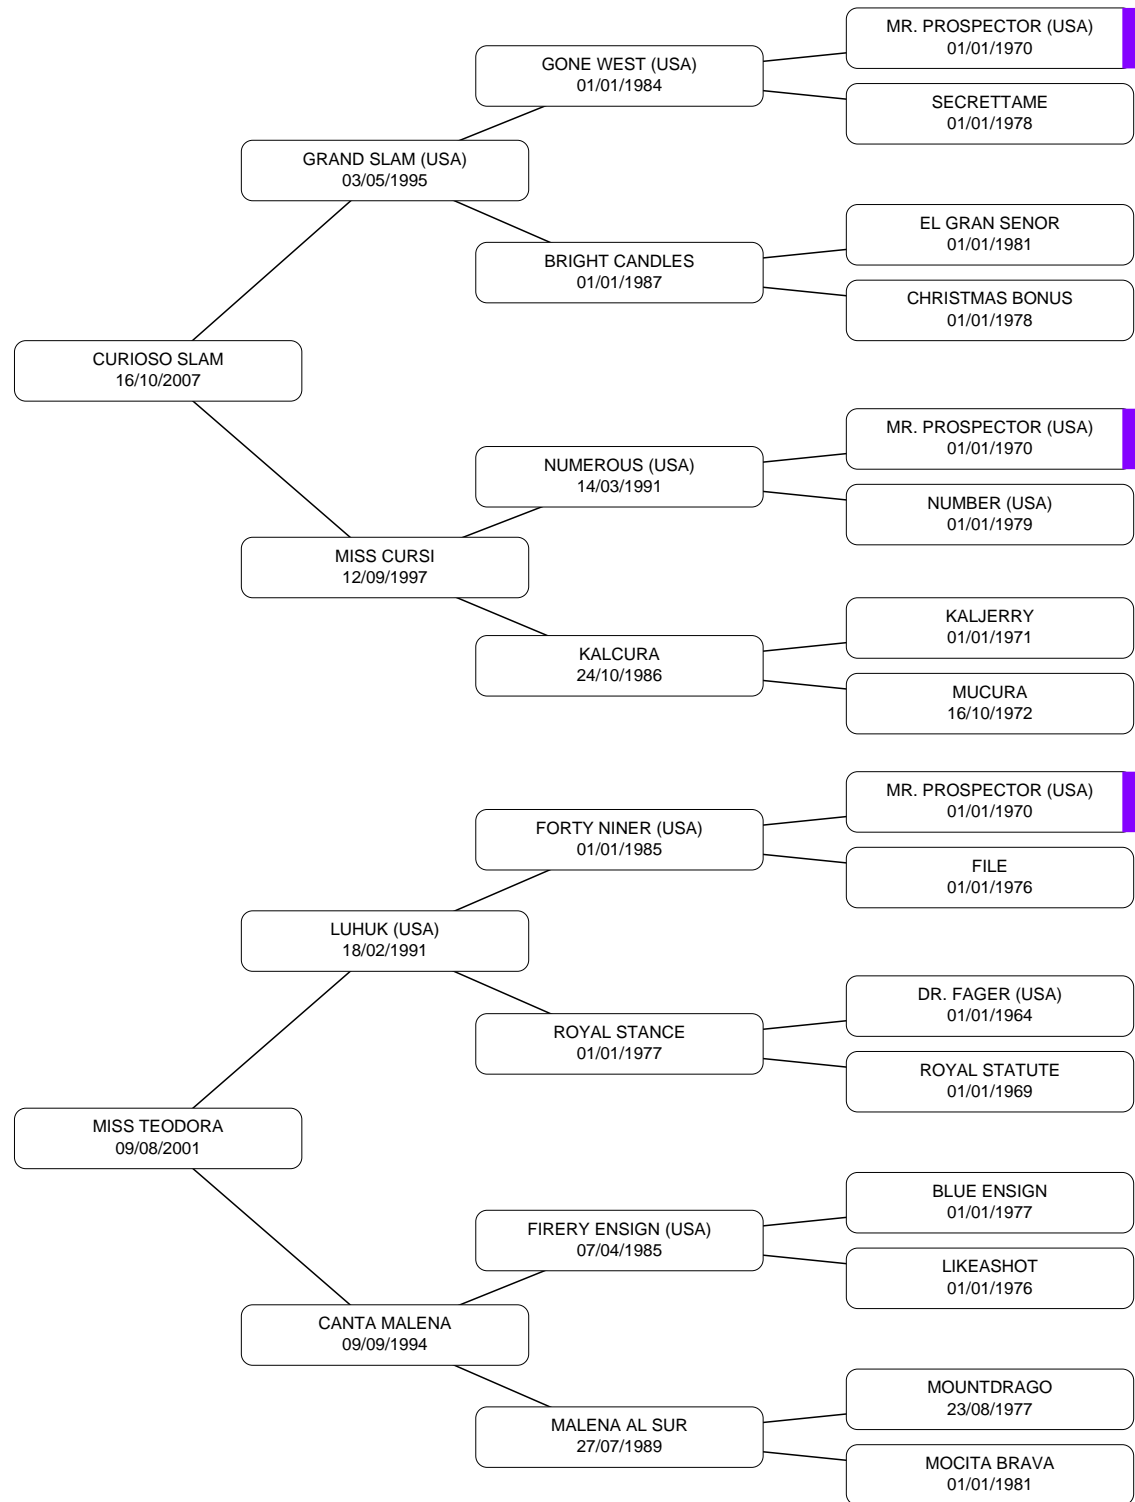 MR. PROSPECTOR (USA)
01/01/1970
GONE WEST (USA)
01/01/1984
SECRETTAME
01/01/1978
GRAND SLAM (USA)
03/05/1995
EL GRAN SENOR
01/01/1981
BRIGHT CANDLES
01/01/1987
CHRISTMAS BONUS
01/01/1978
CURIOSO SLAM
16/10/2007
MR. PROSPECTOR (USA)
01/01/1970
NUMEROUS (USA)
14/03/1991
NUMBER (USA)
01/01/1979
MISS CURSI
12/09/1997
KALJERRY
01/01/1971
KALCURA
24/10/1986
MUCURA
16/10/1972
MR. PROSPECTOR (USA)
01/01/1970
FORTY NINER (USA)
01/01/1985
FILE
01/01/1976
LUHUK (USA)
18/02/1991
DR. FAGER (USA)
01/01/1964
ROYAL STANCE
01/01/1977
ROYAL STATUTE
01/01/1969
MISS TEODORA
09/08/2001
BLUE ENSIGN
01/01/1977
FIRERY ENSIGN (USA)
07/04/1985
LIKEASHOT
01/01/1976
CANTA MALENA
09/09/1994
MOUNTDRAGO
23/08/1977
MALENA AL SUR
27/07/1989
MOCITA BRAVA
01/01/1981